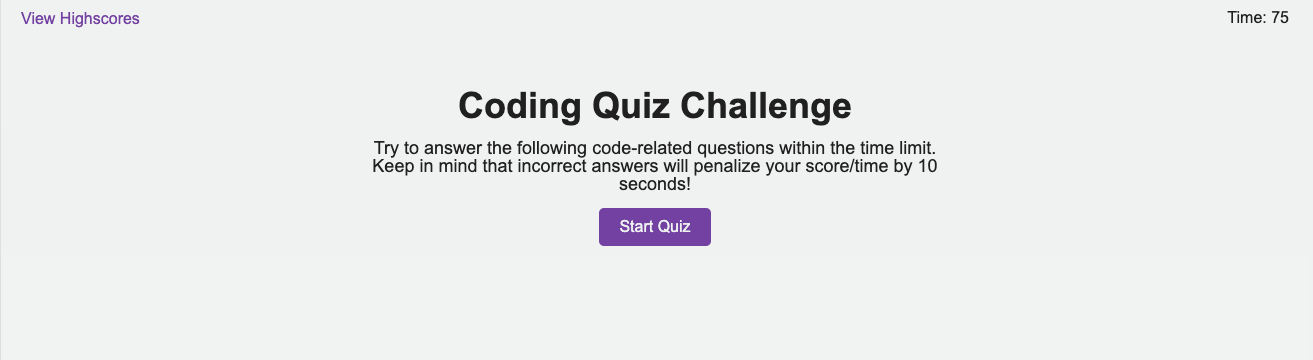 View Highscores
Time: 75
Coding Quiz Challenge
Try to answer the following code-related questions within the time limit.
Keep in mind that incorrect answers will penalize your score/time by 10
seconds!
Start Quiz